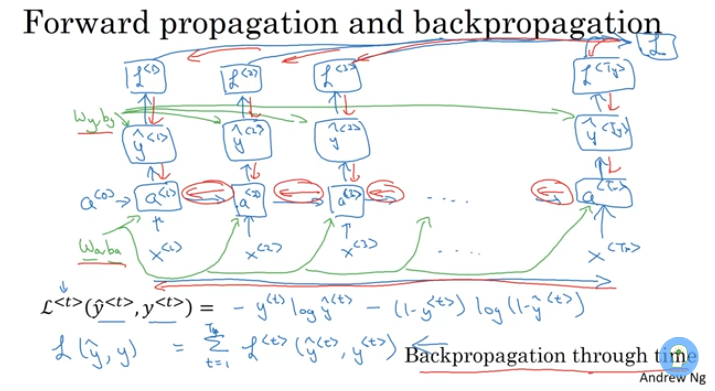 Forward propagation and backpropagation
ℒ<1> ℒ<2> ℒ<3> ℒ<Ty> ℒ
Wy, by
ŷ<1> ŷ<2> ŷ<3> ŷ<Ty>
a<0> a<1> a<2> a<3> .... a<Tx>
Wa, ba
x<1> x<2> x<3> .... x<Tx>
ℒ<t>(ŷ<t>, y<t>) = - y<t> log ŷ<t> - (1-y<t>) log (1-ŷ<t>)
ℒ(ŷ, y) = Σ t=1 ℒ<t>(ŷ<t>, y<t>)
Backpropagation through time
Andrew Ng